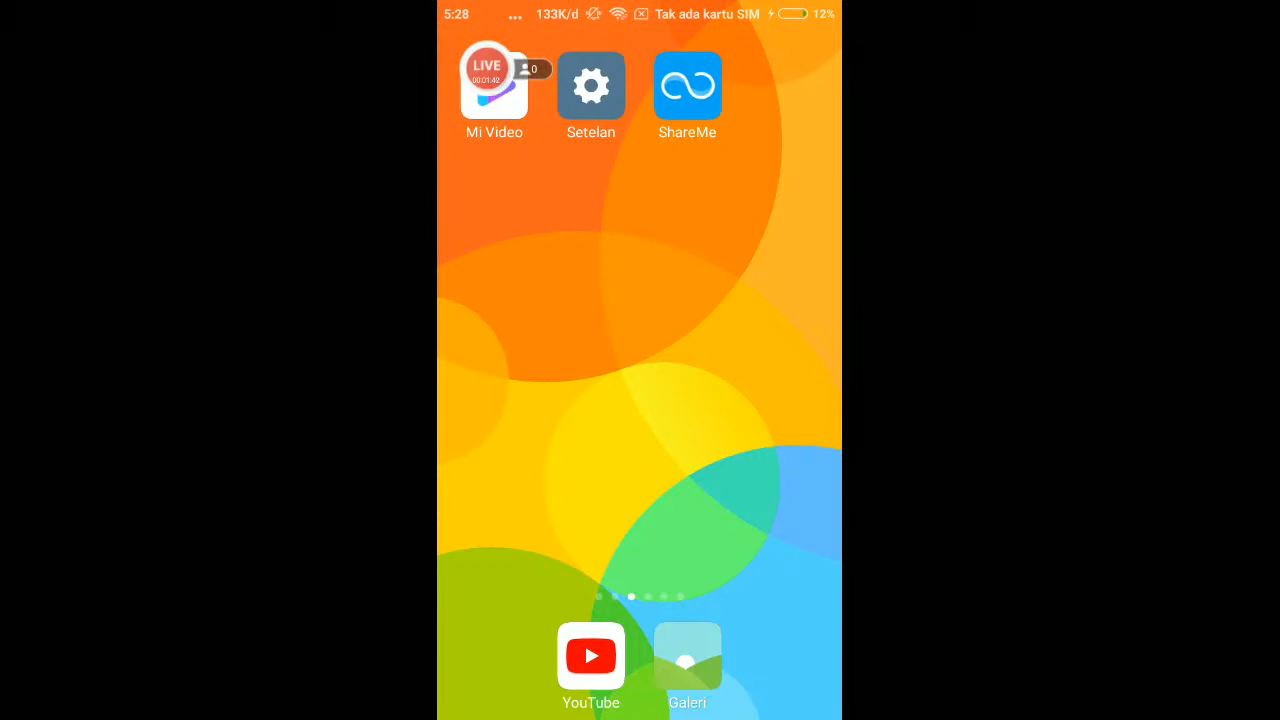 5:28 ... 133K/d Tak ada kartu SIM 12%
LIVE
00:01:42
0
Mi Video Setelan ShareMe
YouTube Galeri